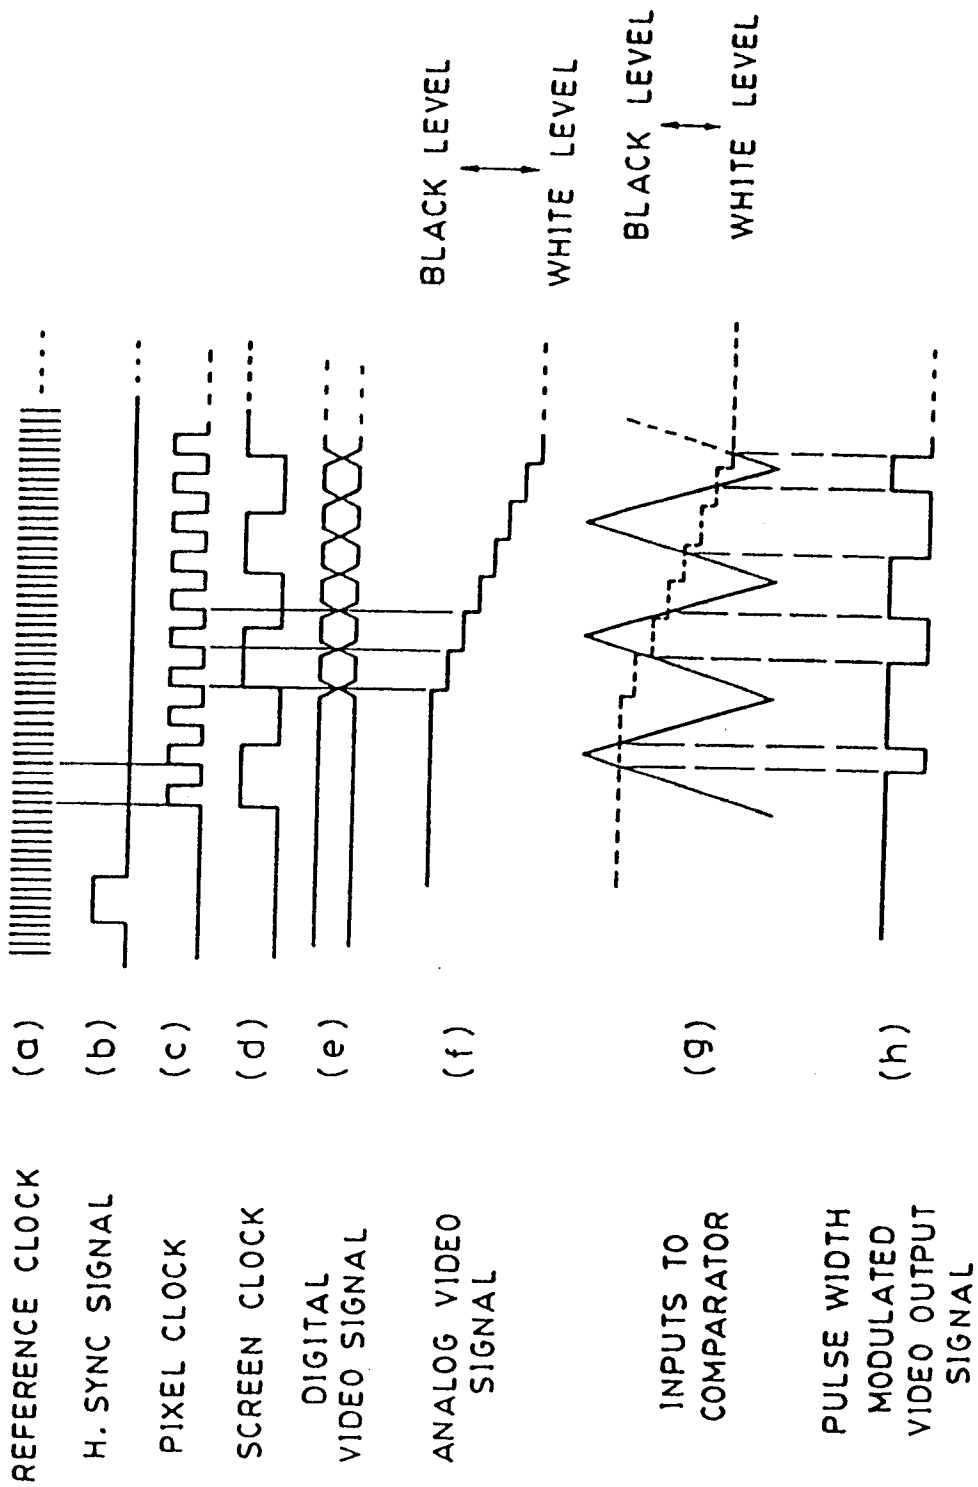 REFERENCE CLOCK (a)
H. SYNC SIGNAL (b)
PIXEL CLOCK (c)
SCREEN CLOCK (d)
DIGITAL
VIDEO SIGNAL (e)
ANALOG VIDEO
SIGNAL (f)
BLACK LEVEL
WHITE LEVEL
INPUTS TO
COMPARATOR (g)
BLACK LEVEL
WHITE LEVEL
PULSE WIDTH
MODULATED
VIDEO OUTPUT
SIGNAL (h)